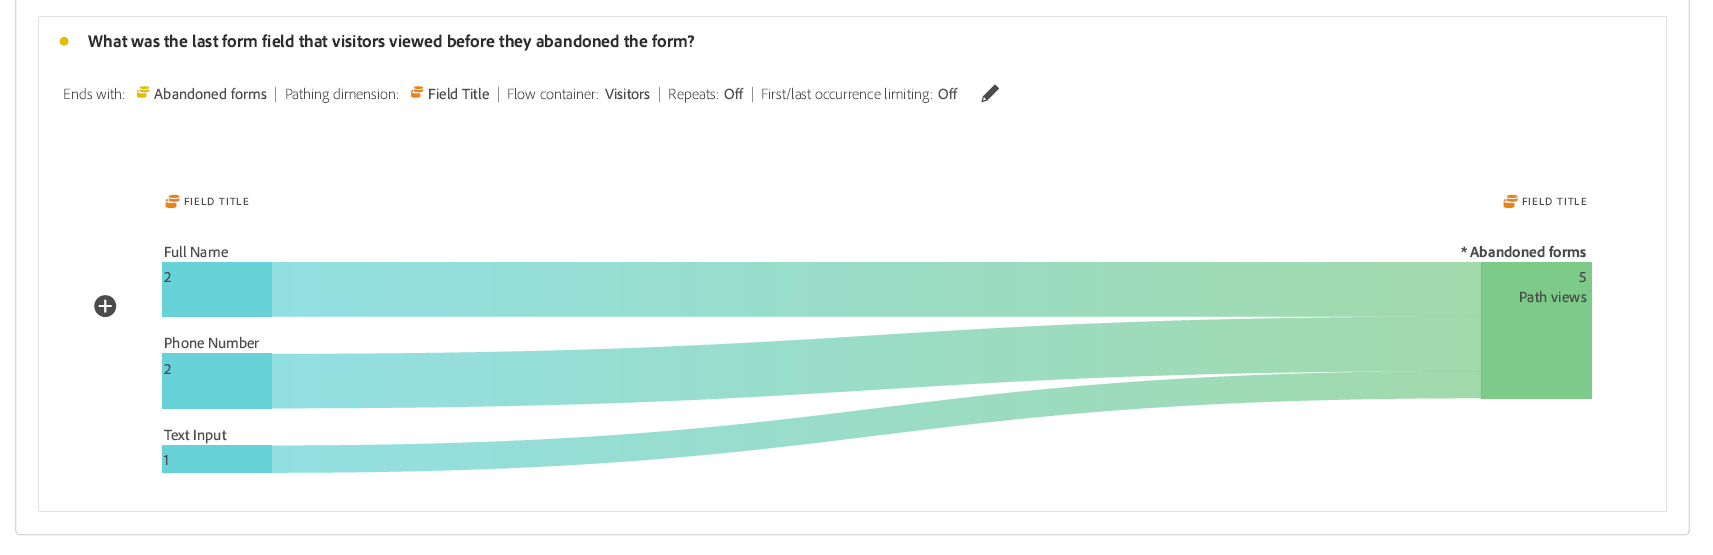 What was the last form field that visitors viewed before they abandoned the form?
Ends with: Abandoned forms | Pathing dimension: Field Title | Flow container: Visitors | Repeats: Off | First/last occurrence limiting: Off
FIELD TITLE
FIELD TITLE
Full Name
* Abandoned forms
2
5
Path views
Phone Number
2
Text Input
1